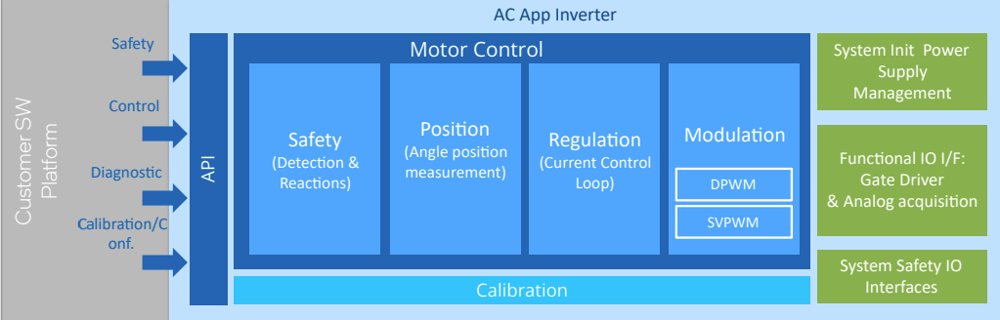 AC App Inverter
Customer SW
Platform
Safety
Control
Diagnostic
Calibration/C
onf.
API
Motor Control
Safety
(Detection &
Reactions)
Position
(Angle position
measurement)
Regulation
(Current Control
Loop)
Modulation
DPWM
SVPWM
Calibration
System Init  Power
Supply
Management
Functional IO I/F:
Gate Driver
& Analog acquisition
System Safety IO
Interfaces